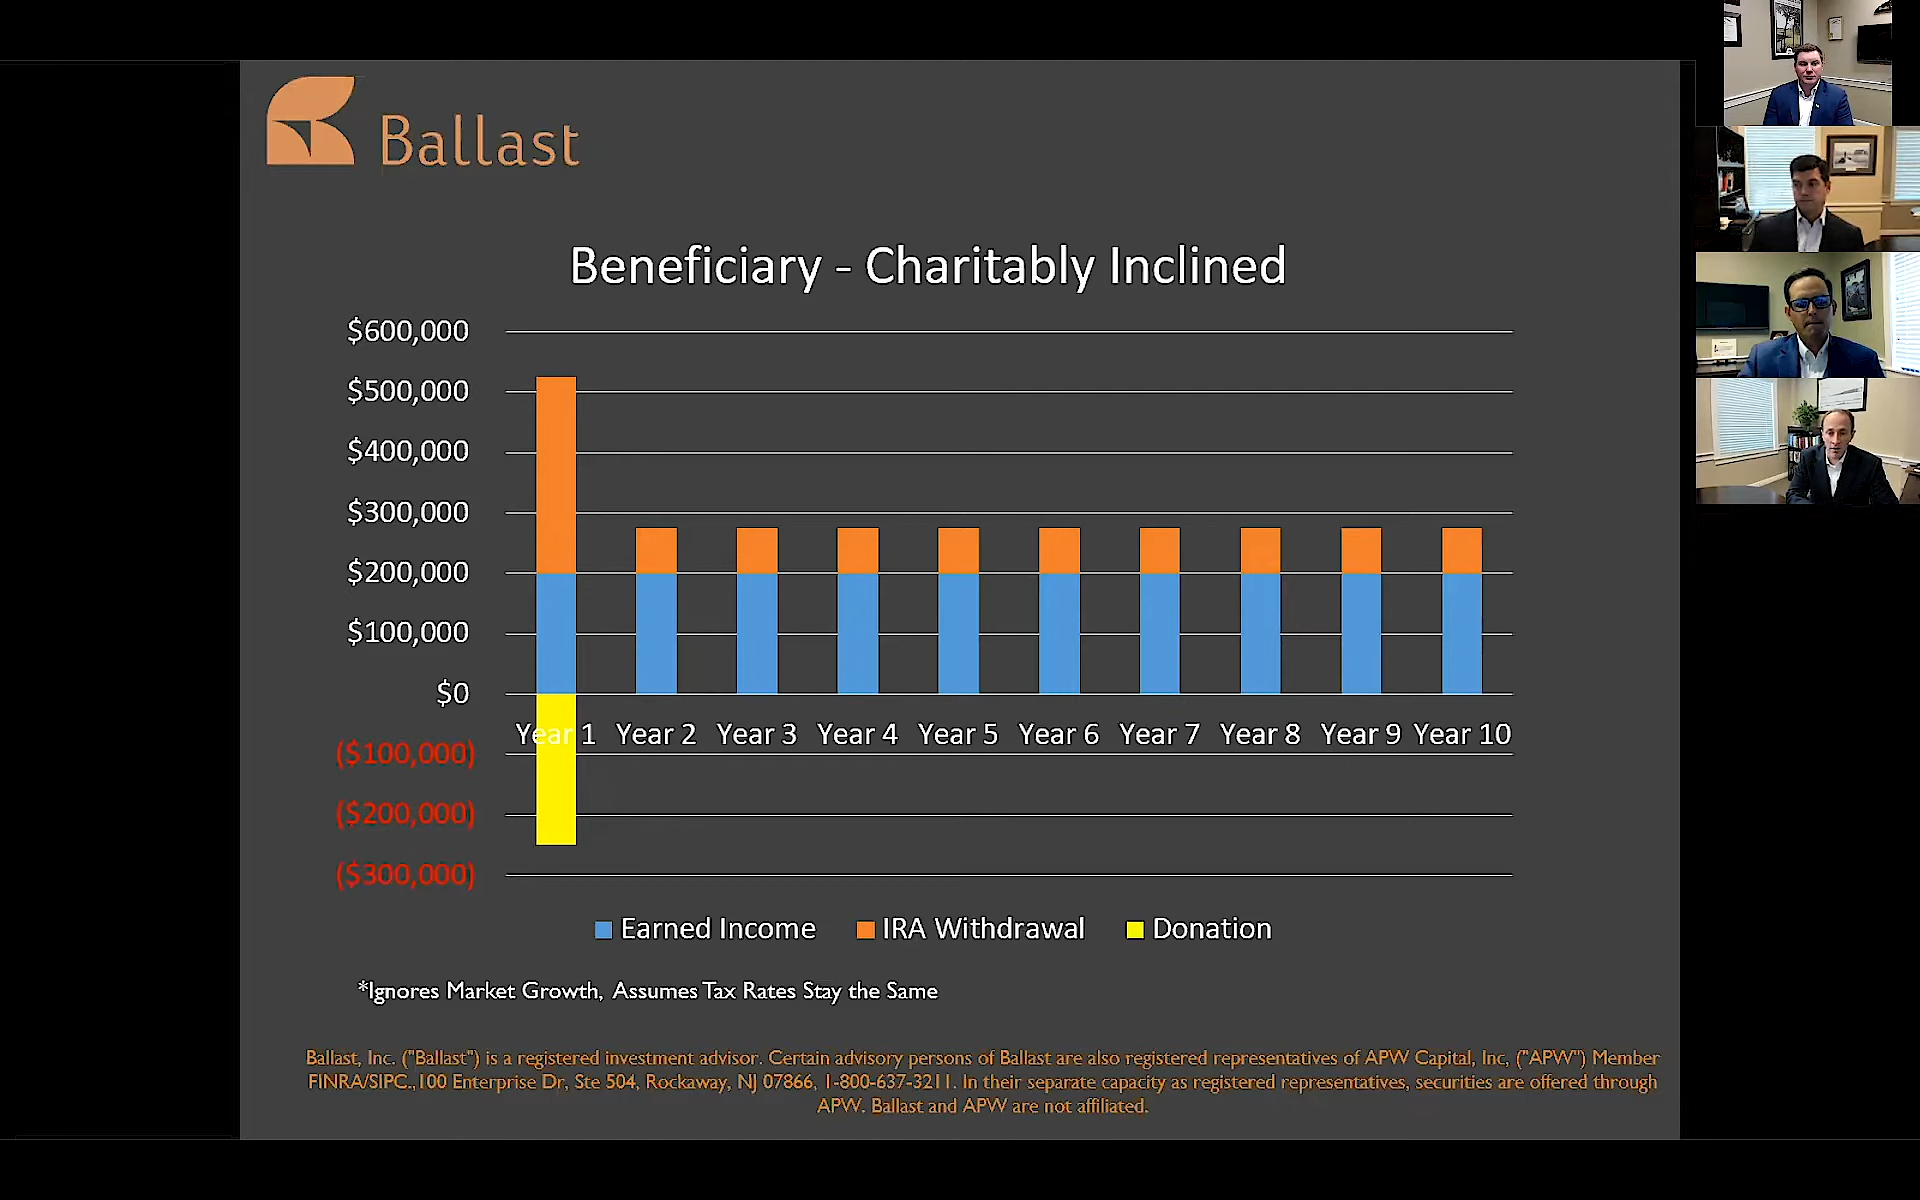 Ballast
Beneficiary - Charitably Inclined
$600,000
$500,000
$400,000
$300,000
$200,000
$100,000
$0
($100,000)
($200,000)
($300,000)
Year 1 Year 2 Year 3 Year 4 Year 5 Year 6 Year 7 Year 8 Year 9 Year 10
Earned Income IRA Withdrawal Donation
*Ignores Market Growth, Assumes Tax Rates Stay the Same
Ballast, Inc. ("Ballast") is a registered investment advisor. Certain advisory persons of Ballast are also registered representatives of APW Capital, Inc, ("APW") Member
FINRA/SIPC.,100 Enterprise Dr, Ste 504, Rockaway, NJ 07866, 1-800-637-3211. In their separate capacity as registered representatives, securities are offered through
APW. Ballast and APW are not affiliated.